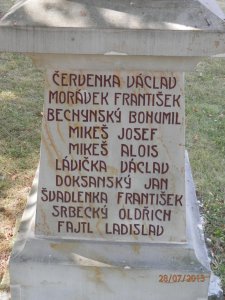 ČERVENKA VÁCLAV
MORÁVEK FRANTIŠEK
BECHYNSKÝ BOHUMIL
MIKEŠ JOSEF
MIKEŠ ALOIS
LÁVIČKA VÁCLAV
DOKSANSKÝ JAN
ŠVADLENKA FRANTIŠEK
SRBECKÝ OLDŘICH
FAJTL LADISLAV
28/07/2013